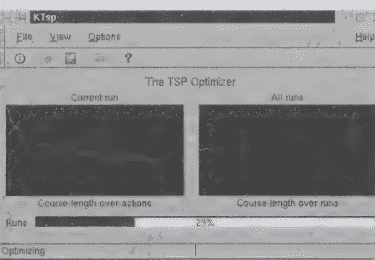 KTsp
File View Options Help
?
The TSP Optimizer
Current run All runs
Course length over actions Course length over runs
Runs 29%
Optimizing